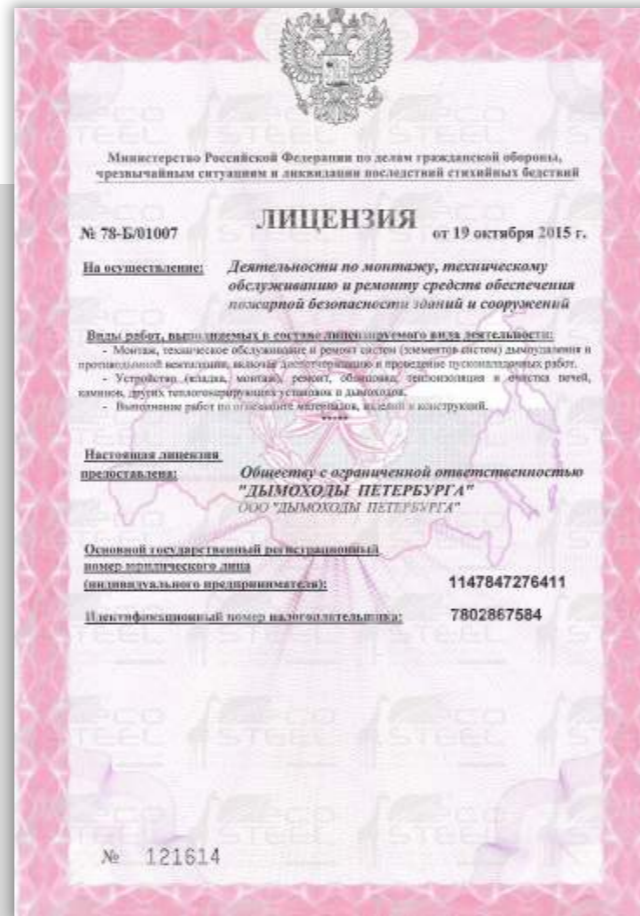 Министерство Российской Федерации по делам гражданской обороны,
чрезвычайным ситуациям и ликвидации последствий стихийных бедствий
ЛИЦЕНЗИЯ
№ 78-Б/01007
от 19 октября 2015 г.
На осуществление:
Деятельности по монтажу, техническому
обслуживанию и ремонту средств обеспечения
пожарной безопасности зданий и сооружений
Виды работ, выполняемых в составе лицензируемого вида деятельности:
- Монтаж, техническое обслуживание и ремонт систем (элементов систем) дымоудаления и
противодымной вентиляции, включая диспетчеризацию и проведение пусконаладочных работ.
- Устройство (кладка, монтаж), ремонт, облицовка, теплоизоляция и очистка печей,
каминов, других теплогенерирующих установок и дымоходов.
- Выполнение работ по огнезащите материалов, изделий и конструкций.
*****
Настоящая лицензия
предоставлена:
Обществу с ограниченной ответственностью
"ДЫМОХОДЫ ПЕТЕРБУРГА"
ООО "ДЫМОХОДЫ ПЕТЕРБУРГА"
Основной государственный регистрационный
номер юридического лица
(индивидуального предпринимателя):
1147847276411
Идентификационный номер налогоплательщика:
7802867584
№ 121614
ECO STEEL